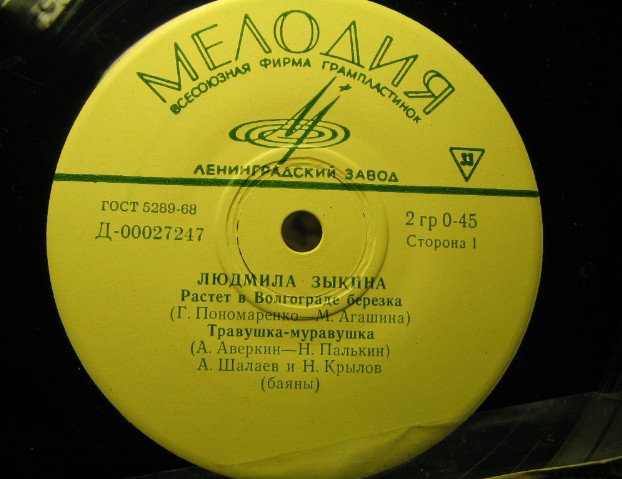 МЕЛОДИЯ
ВСЕСОЮЗНАЯ ФИРМА ГРАМПЛАСТИНОК
ЛЕНИНГРАДСКИЙ ЗАВОД
33
ГОСТ 5289-68
2 гр 0-45
Д-00027247
Сторона 1
ЛЮДМИЛА ЗЫКИНА
Растет в Волгограде березка
(Г. Пономаренко—М. Агашина)
Травушка-муравушка
(А. Аверкин—Н. Палькин)
А. Шалаев и Н. Крылов
(баяны)